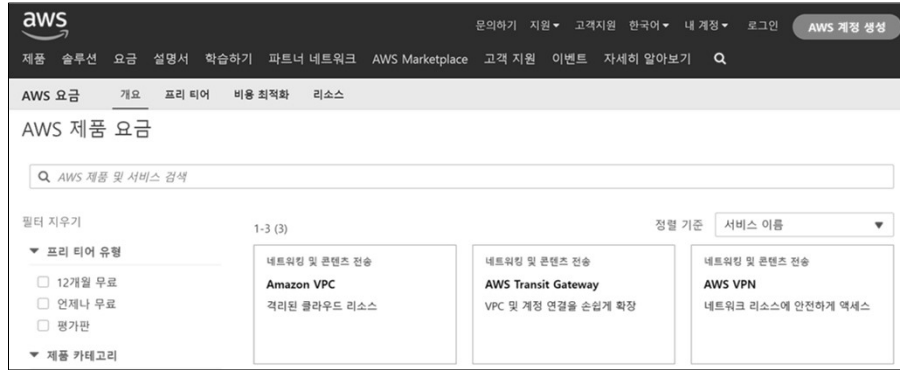 aws
문의하기 지원 고객지원 한국어 내 계정 로그인 AWS 계정 생성
제품 솔루션 요금 설명서 학습하기 파트너 네트워크 AWS Marketplace 고객 지원 이벤트 자세히 알아보기
AWS 요금 개요 프리 티어 비용 최적화 리소스
AWS 제품 요금
AWS 제품 및 서비스 검색
필터 지우기
프리 티어 유형
12개월 무료
언제나 무료
평가판
제품 카테고리
1-3 (3)
정렬 기준 서비스 이름
네트워킹 및 콘텐츠 전송
Amazon VPC
격리된 클라우드 리소스
네트워킹 및 콘텐츠 전송
AWS Transit Gateway
VPC 및 계정 연결을 손쉽게 확장
네트워킹 및 콘텐츠 전송
AWS VPN
네트워크 리소스에 안전하게 액세스